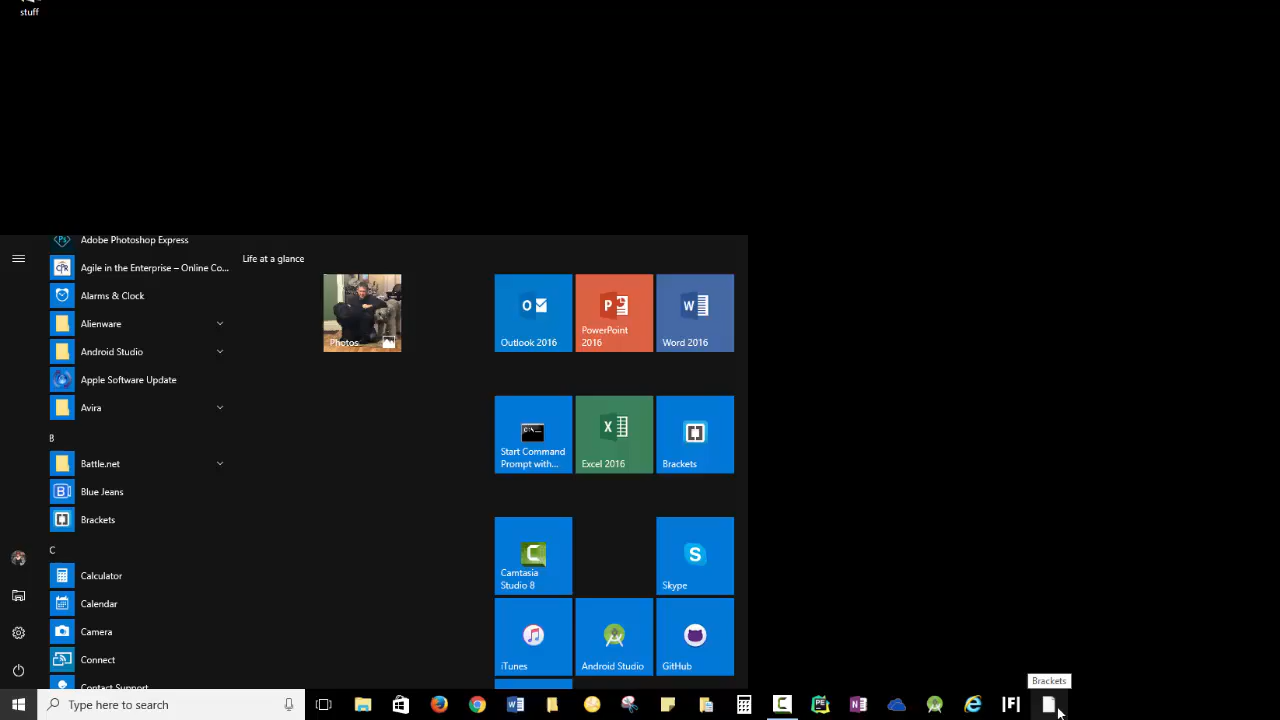 stuff
Adobe Photoshop Express
Agile in the Enterprise – Online Co...
Alarms & Clock
Alienware
Android Studio
Apple Software Update
Avira
B
Battle.net
Blue Jeans
Brackets
C
Calculator
Calendar
Camera
Connect
Contact Support
Life at a glance
Photos
Outlook 2016
PowerPoint
2016
Word 2016
Start Command
Prompt with...
Excel 2016
Brackets
Camtasia
Studio 8
Skype
iTunes
Android Studio
GitHub
Brackets
Type here to search